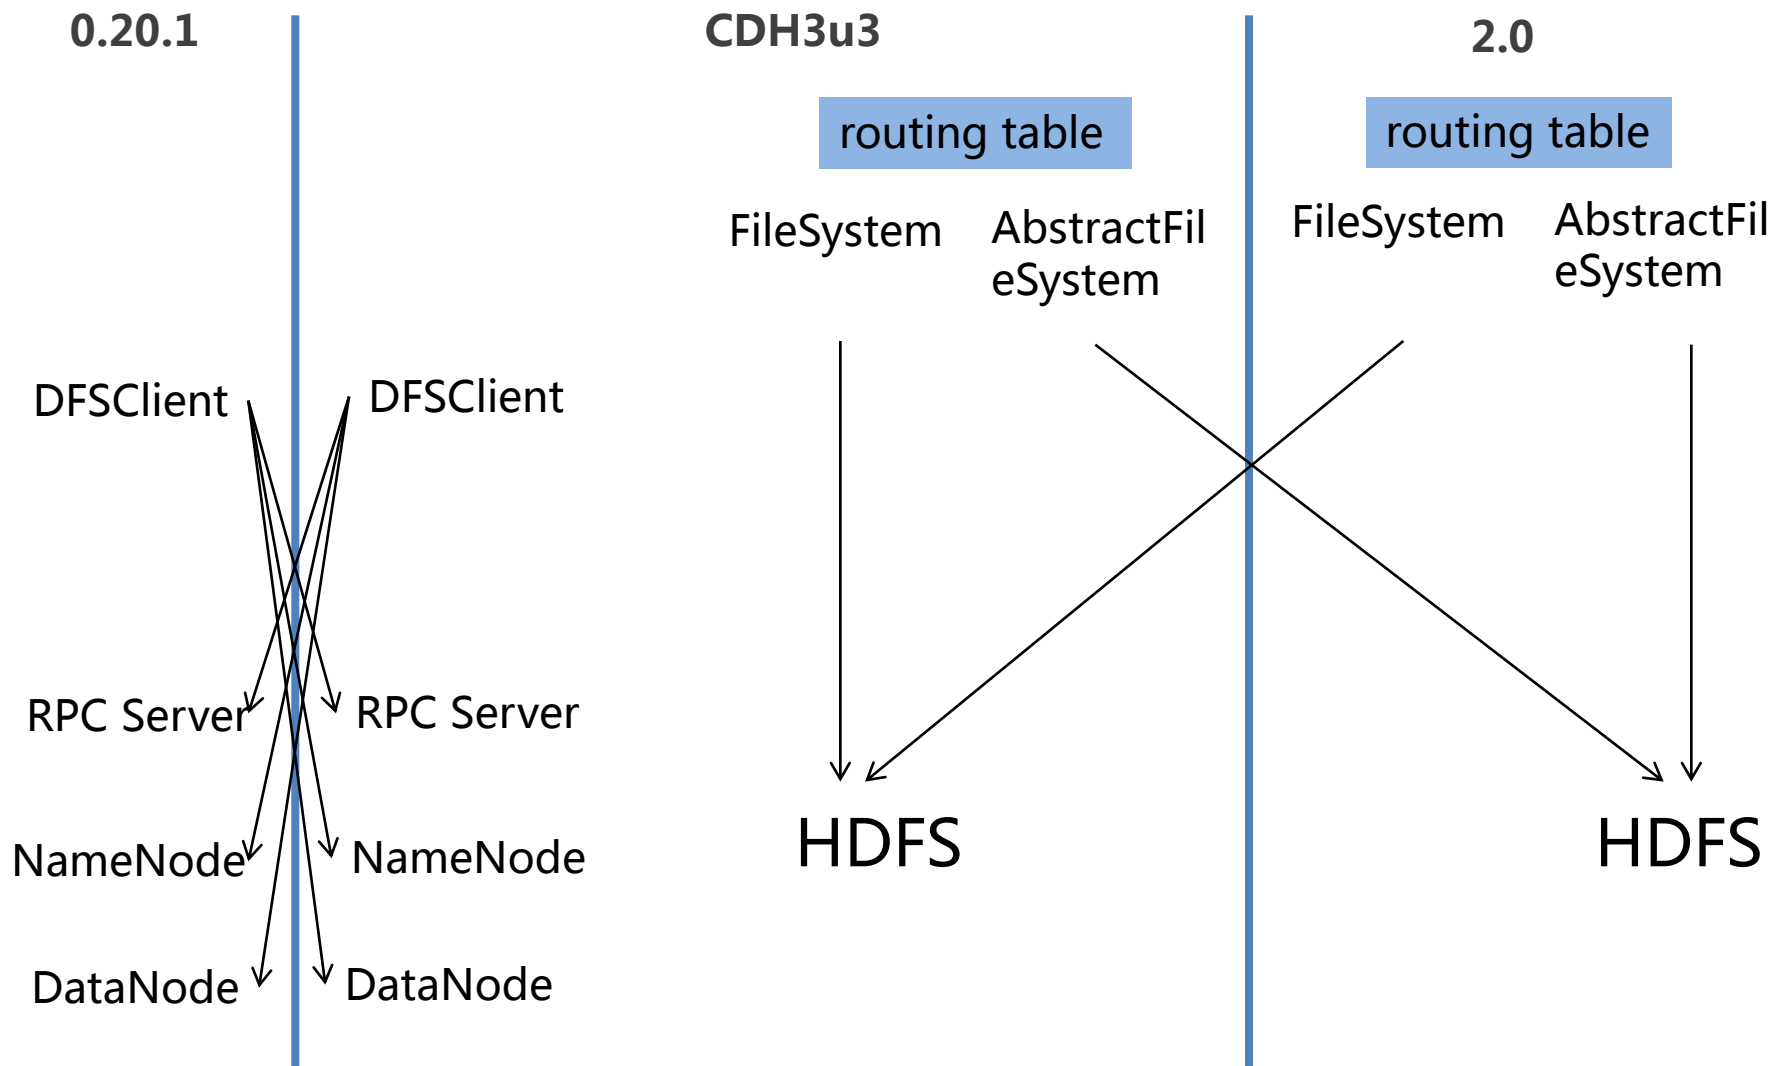 0.20.1
CDH3u3
2.0
routing table
routing table
FileSystem
AbstractFil
eSystem
FileSystem
AbstractFil
eSystem
DFSClient
DFSClient
RPC Server
RPC Server
HDFS
HDFS
NameNode
NameNode
DataNode
DataNode